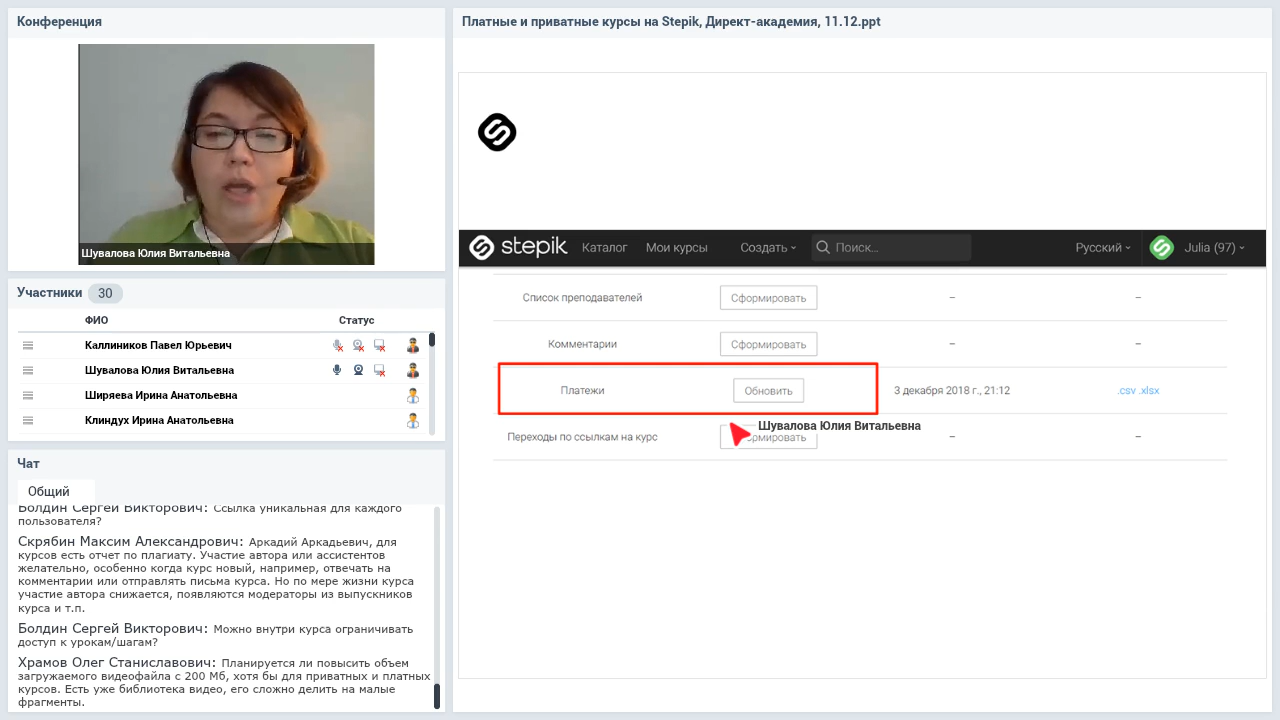 Конференция
Шувалова Юлия Витальевна
Участники 30
ФИО Статус
Каллиников Павел Юрьевич
Шувалова Юлия Витальевна
Ширяева Ирина Анатольевна
Клиндух Ирина Анатольевна
Чат
Общий
Болдин Сергей Викторович: Ссылка уникальная для каждого
пользователя?
Скрябин Максим Александрович: Аркадий Аркадьевич, для
курсов есть отчет по плагиату. Участие автора или ассистентов
желательно, особенно когда курс новый, например, отвечать на
комментарии или отправлять письма курса. Но по мере жизни курса
участие автора снижается, появляются модераторы из выпускников
курса и т.п.
Болдин Сергей Викторович: Можно внутри курса ограничивать
доступ к урокам/шагам?
Храмов Олег Станиславович: Планируется ли повысить объем
загружаемого видеофайла с 200 Мб, хотя бы для приватных и платных
курсов. Есть уже библиотека видео, его сложно делить на малые
фрагменты.
Платные и приватные курсы на Stepik, Директ-академия, 11.12.ppt
stepik Каталог Мои курсы Создать Поиск... Русский Julia (97)
Список преподавателей Сформировать – –
Комментарии Сформировать – –
Платежи Обновить 3 декабря 2018 г., 21:12 .csv .xlsx
Шувалова Юлия Витальевна
Переходы по ссылкам на курс рмировать – –